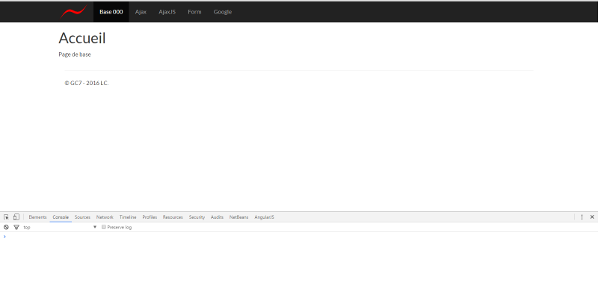 Base 000 Ajax AjaxJS Form Google
Accueil
Page de base
© GC7 - 2016 LC
Elements Console Sources Network Timeline Profiles Resources Security Audits NetBeans AngularJS
top Preserve log